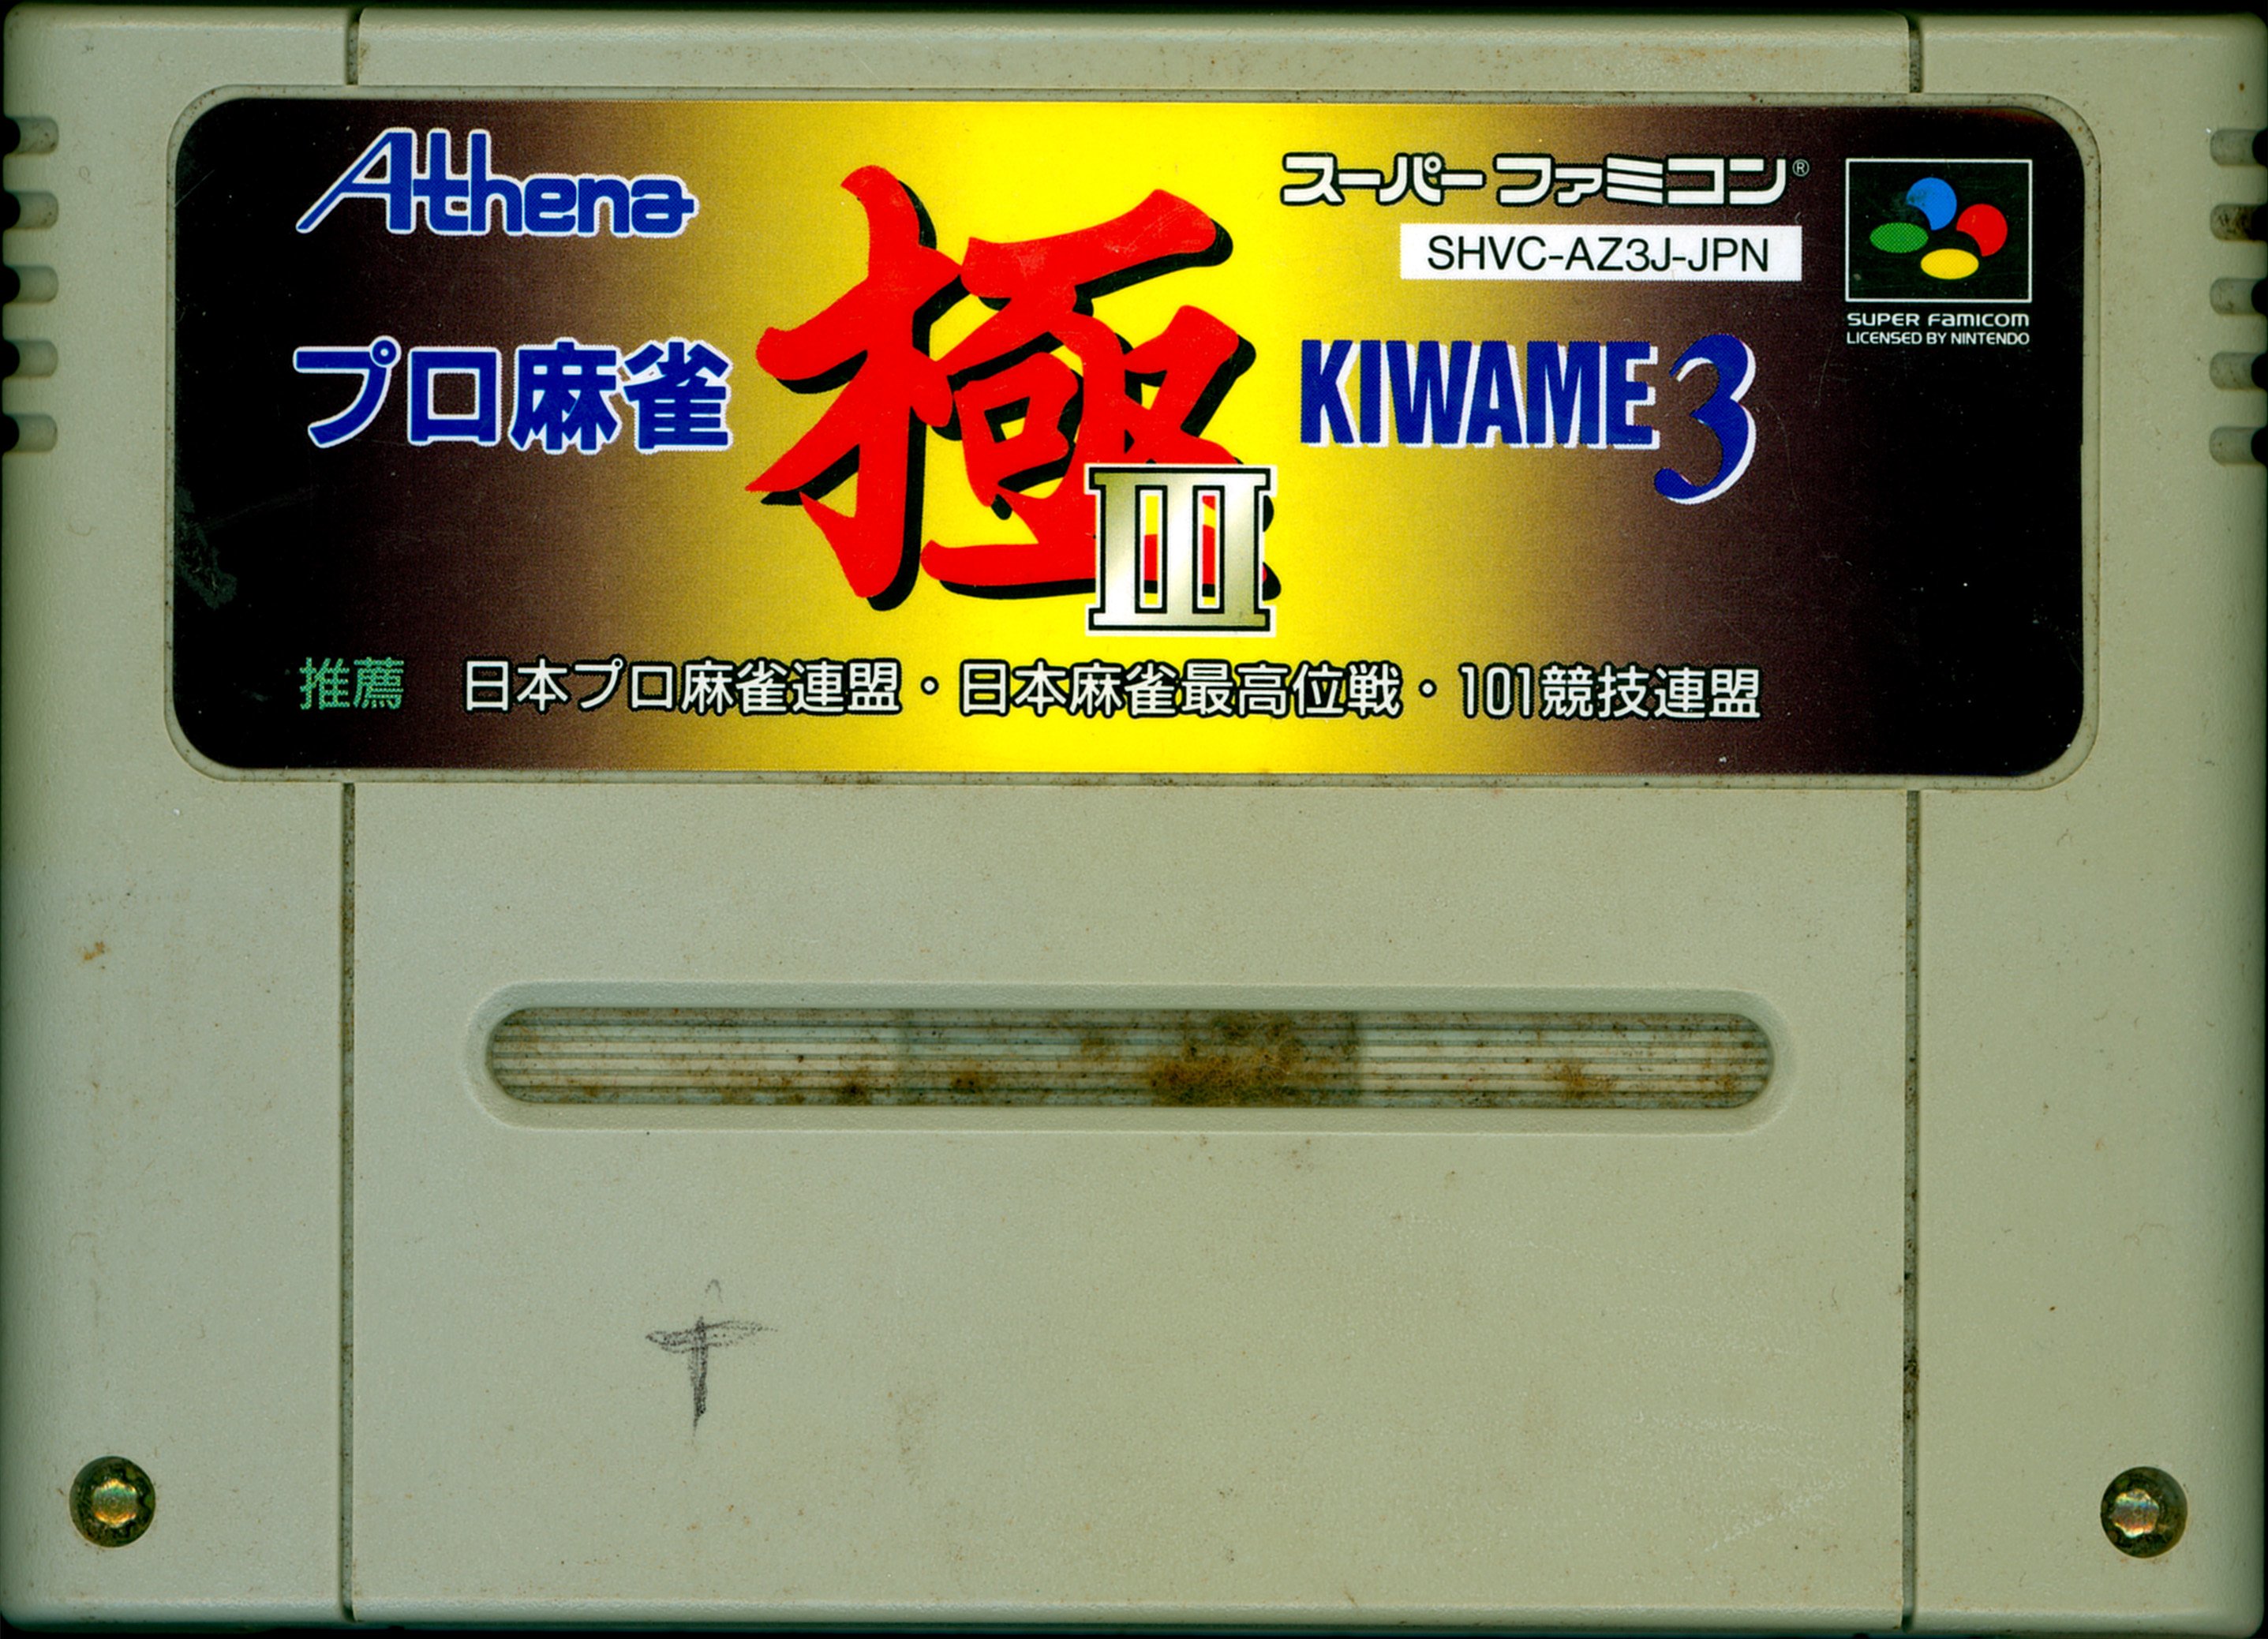 Athena
スーパーファミコン®
SHVC-AZ3J-JPN
SUPER FAMICOM
LICENSED BY NINTENDO
プロ麻雀 極 III KIWAME 3
推薦 日本プロ麻雀連盟・日本麻雀最高位戦・101競技連盟